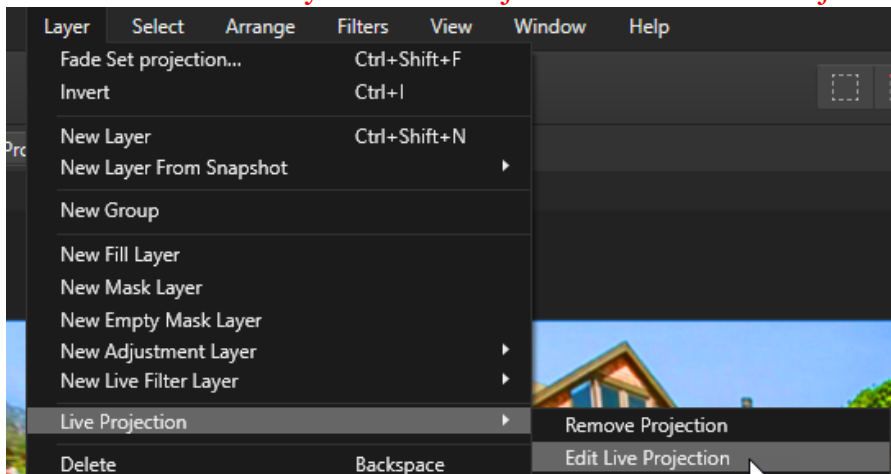 Layer Select Arrange Filters View Window Help
Fade Set projection... Ctrl+Shift+F
Invert Ctrl+I
New Layer Ctrl+Shift+N
New Layer From Snapshot
New Group
New Fill Layer
New Mask Layer
New Empty Mask Layer
New Adjustment Layer
New Live Filter Layer
Live Projection
Remove Projection
Edit Live Projection
Delete Backspace